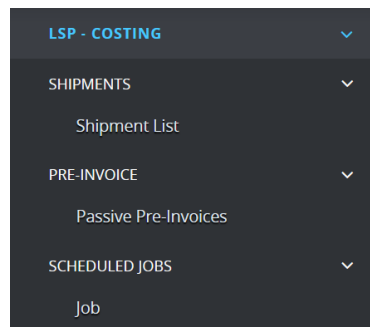 LSP - COSTING
SHIPMENTS
Shipment List
PRE-INVOICE
Passive Pre-Invoices
SCHEDULED JOBS
Job